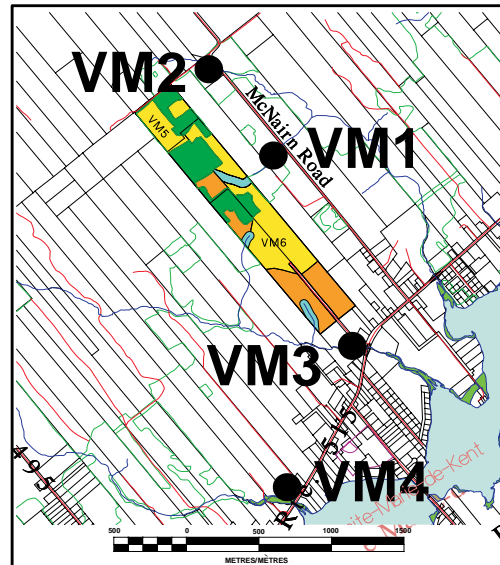 VM2
McNairn Road
VM1
VM5
VM6
VM3
515
495
VM4
ite-Marie-de-Kent
500 0 500 1000 1500
METRES/MÈTRES